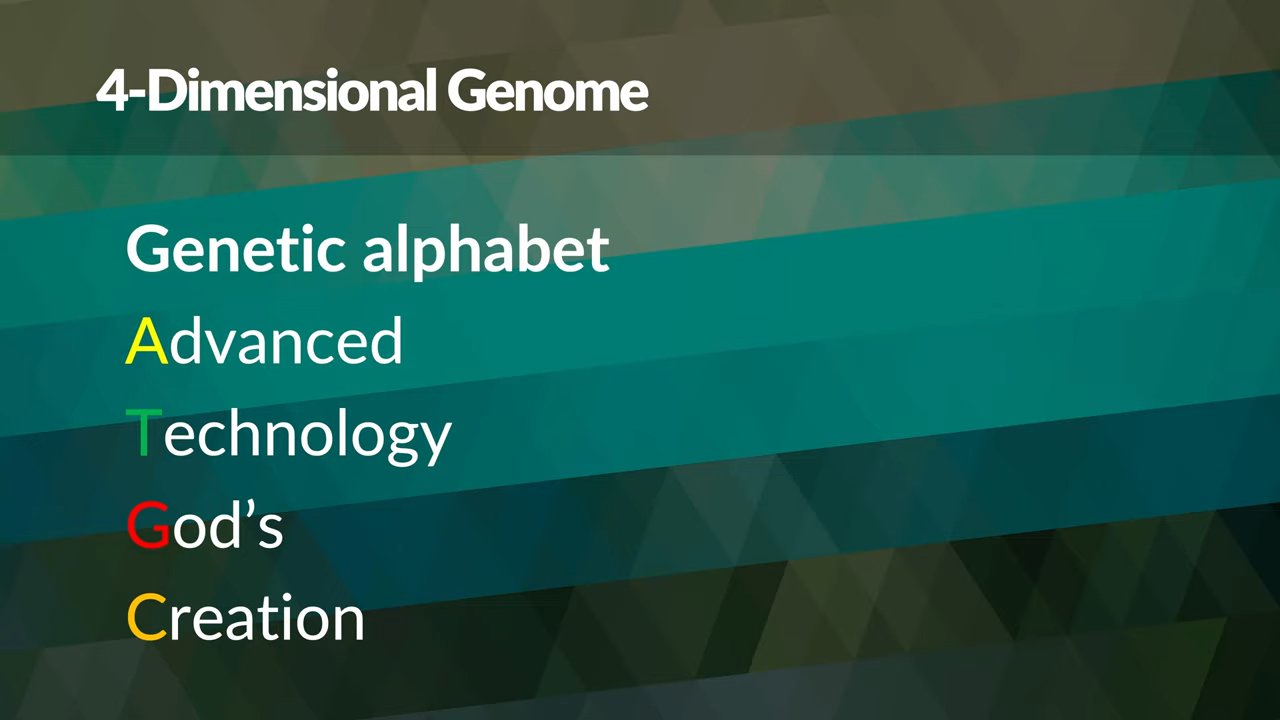 4-Dimensional Genome
Genetic alphabet
Advanced
Technology
God’s
Creation